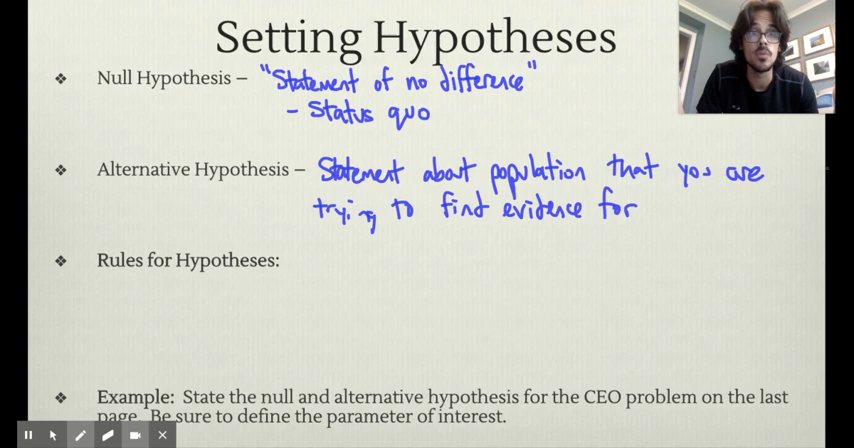 Setting Hypotheses
❖ Null Hypothesis – "Statement of no difference"
- Status quo
❖ Alternative Hypothesis – Statement about population that you are
trying to find evidence for
❖ Rules for Hypotheses:
❖ Example: State the null and alternative hypothesis for the CEO problem on the last
page. Be sure to define the parameter of interest.